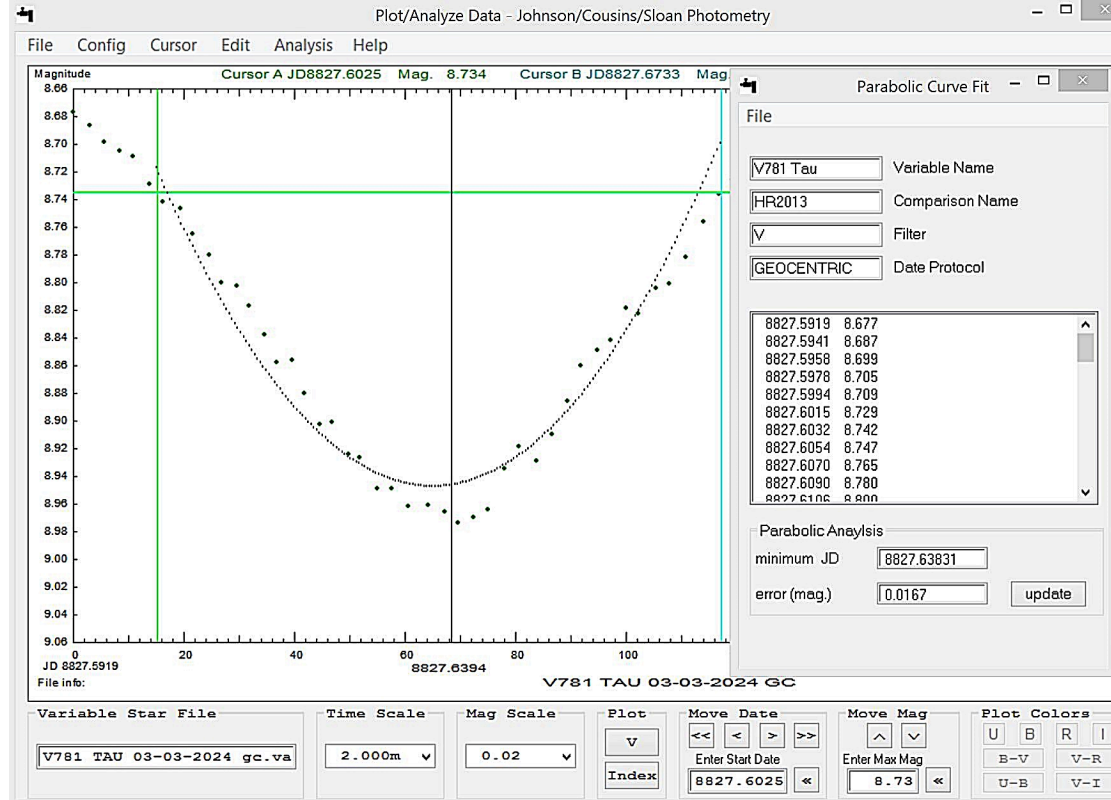 Plot/Analyze Data - Johnson/Cousins/Sloan Photometry
File Config Cursor Edit Analysis Help
Magnitude Cursor A JD8827.6025 Mag. 8.734 Cursor B JD8827.6733 Mag.
8.66
8.68
8.70
8.72
8.74
8.76
8.78
8.80
8.82
8.84
8.86
8.88
8.90
8.92
8.94
8.96
8.98
9.00
9.02
9.04
9.06
0 20 40 60 80 100
JD 8827.5919 8827.6394
File info: V781 TAU 03-03-2024 GC
Parabolic Curve Fit
File
V781 Tau Variable Name
HR2013 Comparison Name
V Filter
GEOCENTRIC Date Protocol
8827.5919 8.677
8827.5941 8.687
8827.5958 8.699
8827.5978 8.705
8827.5994 8.709
8827.6015 8.729
8827.6032 8.742
8827.6054 8.747
8827.6070 8.765
8827.6090 8.780
8827.6106 8.800
Parabolic Anaylsis
minimum JD 8827.63831
error (mag.) 0.0167 update
Variable Star File Time Scale Mag Scale Plot Move Date Move Mag Plot Colors
V781 TAU 03-03-2024 gc.va 2.000m 0.02 V << < > >> U B R I
Enter Start Date Enter Max Mag B-V V-R
Index 8827.6025 « 8.73 « U-B V-I